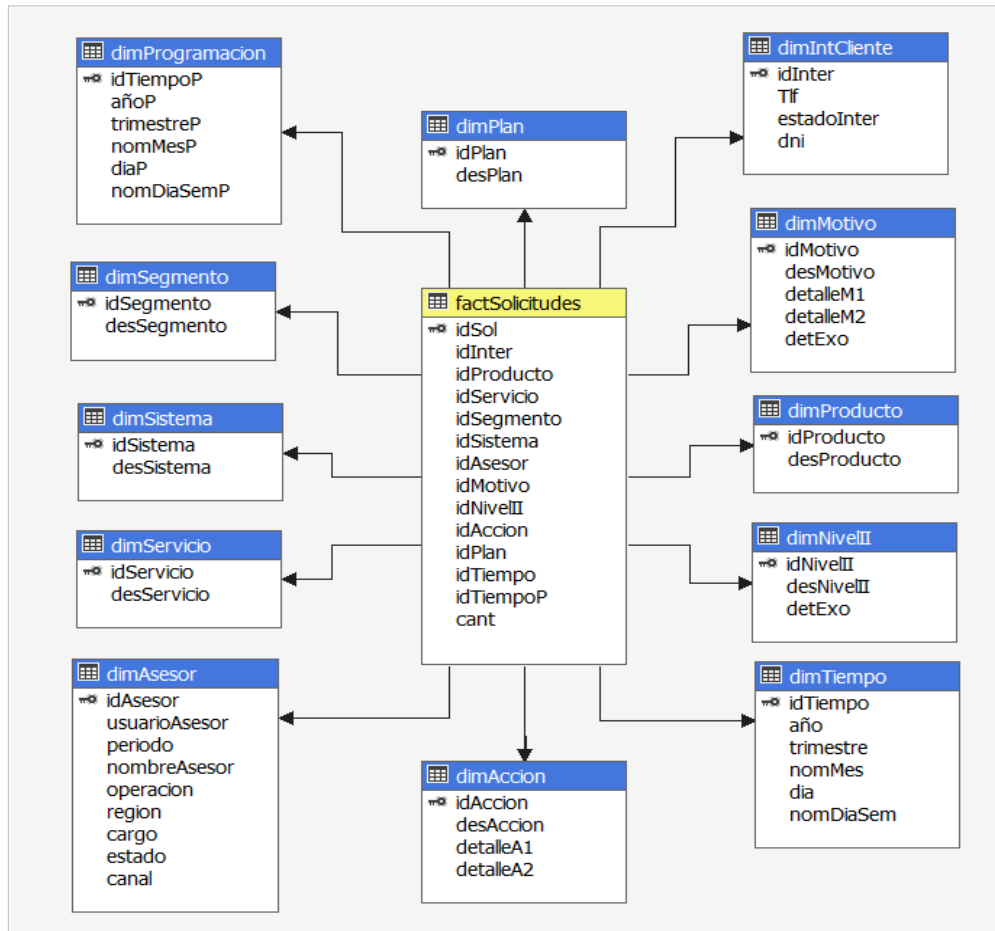 dimProgramacion
idTiempoP
añoP
trimestreP
nomMesP
diaP
nomDiaSemP
dimPlan
idPlan
desPlan
dimIntCliente
idInter
Tlf
estadoInter
dni
dimSegmento
idSegmento
desSegmento
factSolicitudes
idSol
idInter
idProducto
idServicio
idSegmento
idSistema
idAsesor
idMotivo
idNivelII
idAccion
idPlan
idTiempo
idTiempoP
cant
dimMotivo
idMotivo
desMotivo
detalleM1
detalleM2
detExo
dimSistema
idSistema
desSistema
dimProducto
idProducto
desProducto
dimServicio
idServicio
desServicio
dimNivelII
idNivelII
desNivelII
detExo
dimAsesor
idAsesor
usuarioAsesor
periodo
nombreAsesor
operacion
region
cargo
estado
canal
dimAccion
idAccion
desAccion
detalleA1
detalleA2
dimTiempo
idTiempo
año
trimestre
nomMes
dia
nomDiaSem